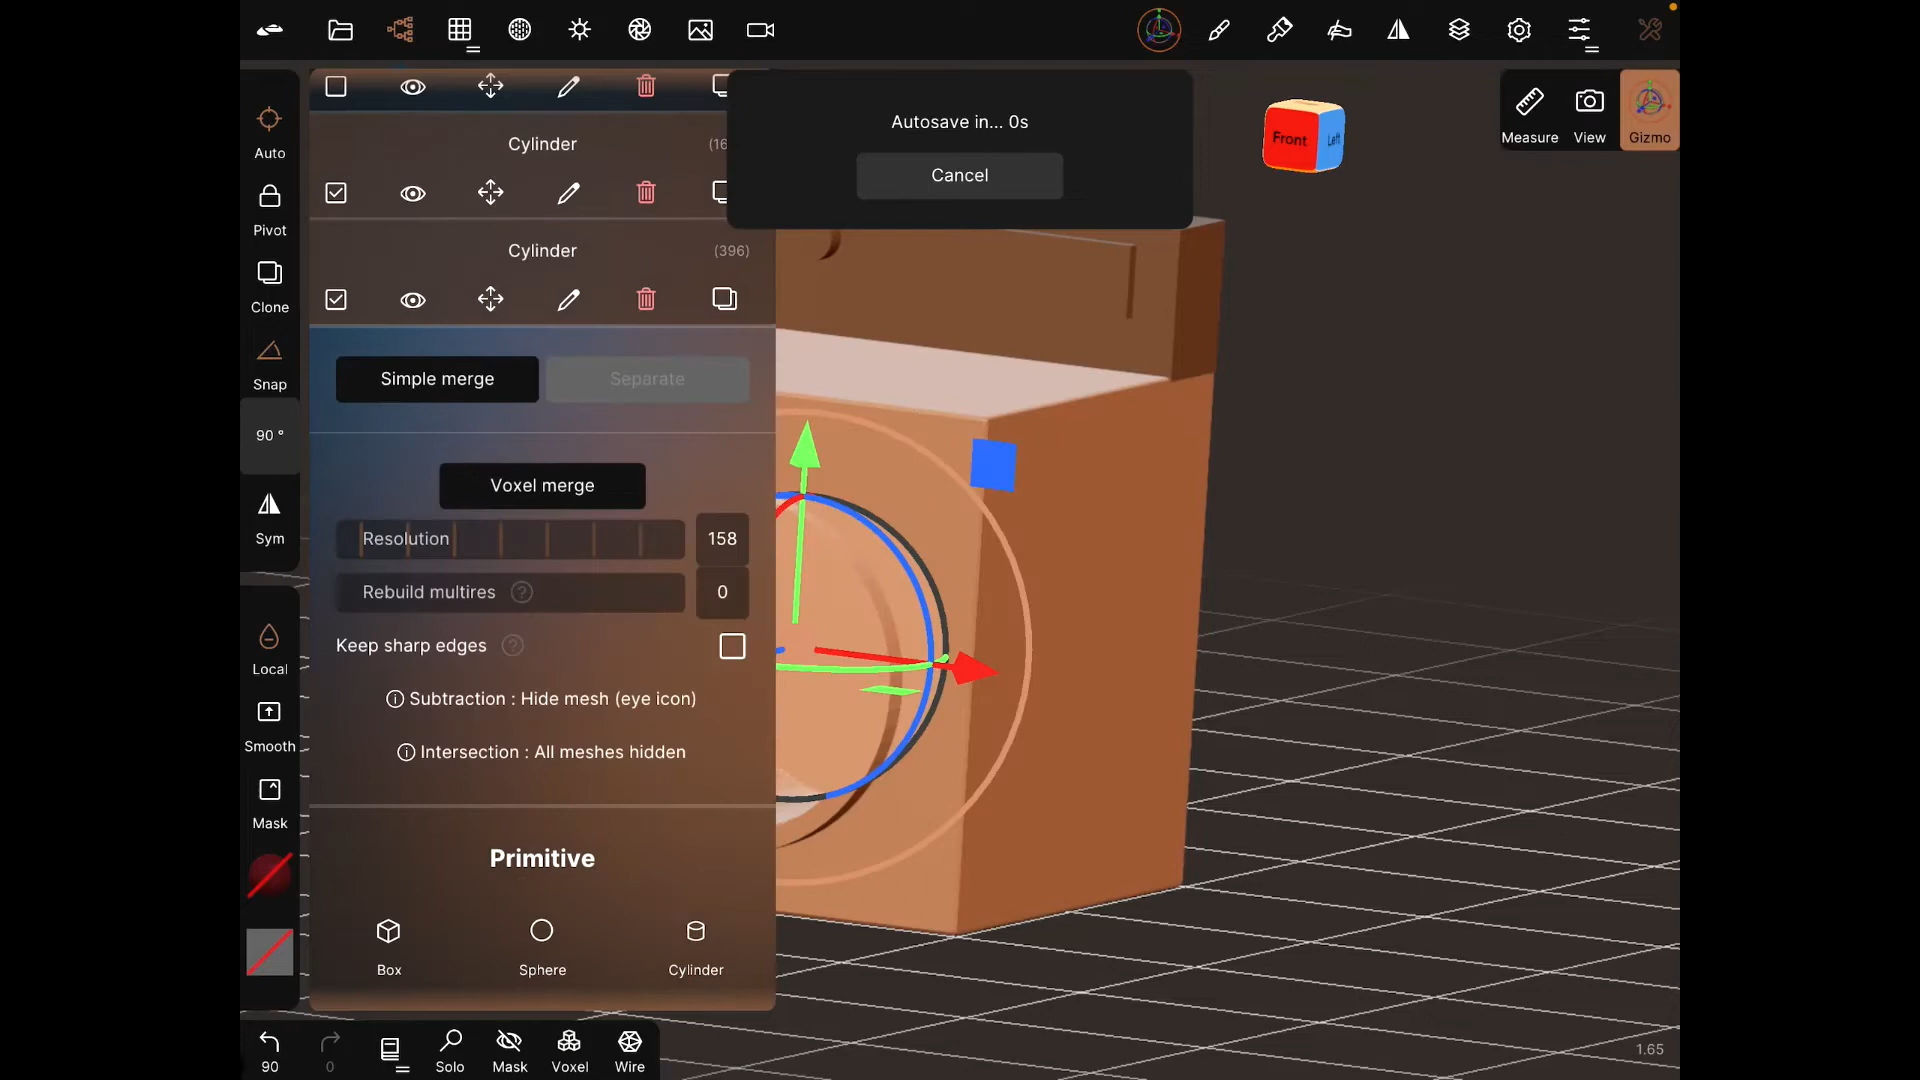 Autosave in... 0s
Cancel
Front
Left
Measure
View
Gizmo
Auto
Pivot
Clone
Snap
90 °
Sym
Local
Smooth
Mask
Cylinder
(16
Cylinder
(396)
Simple merge
Separate
Voxel merge
Resolution
158
Rebuild multires ?
0
Keep sharp edges ?
Subtraction : Hide mesh (eye icon)
Intersection : All meshes hidden
Primitive
Box
Sphere
Cylinder
90
0
Solo
Mask
Voxel
Wire
1.65